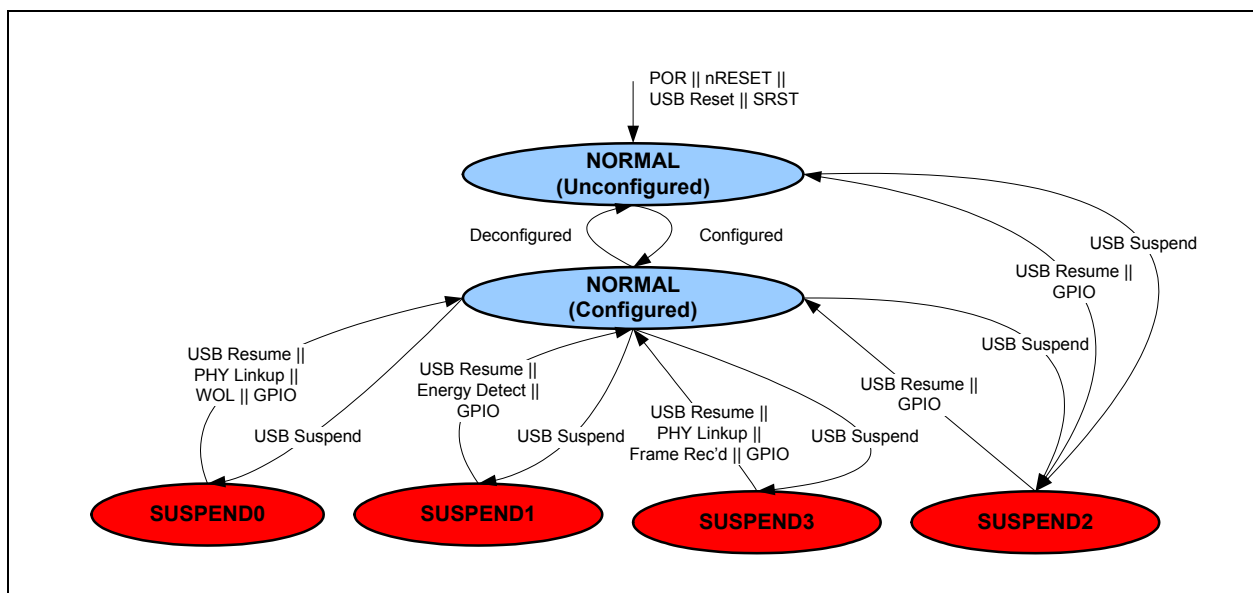 POR || nRESET ||
USB Reset || SRST
NORMAL
(Unconfigured)
Deconfigured
Configured
USB Suspend
USB Resume ||
GPIO
NORMAL
(Configured)
USB Resume ||
PHY Linkup ||
WOL || GPIO
USB Suspend
USB Resume ||
Energy Detect ||
GPIO
USB Suspend
USB Resume ||
PHY Linkup ||
Frame Rec'd || GPIO
USB Suspend
USB Resume ||
GPIO
USB Suspend
SUSPEND0
SUSPEND1
SUSPEND3
SUSPEND2